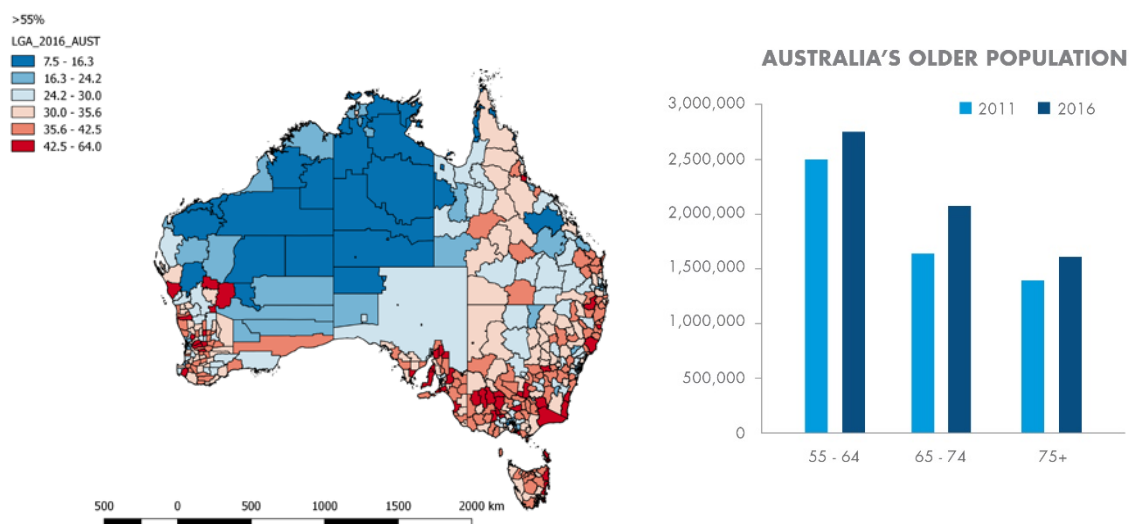 >55%
LGA_2016_AUST
7.5 - 16.3
16.3 - 24.2
24.2 - 30.0
30.0 - 35.6
35.6 - 42.5
42.5 - 64.0
500 0 500 1000 1500 2000 km
AUSTRALIA'S OLDER POPULATION
2011 2016
3,000,000
2,500,000
2,000,000
1,500,000
1,000,000
500,000
0
55 - 64 65 - 74 75+